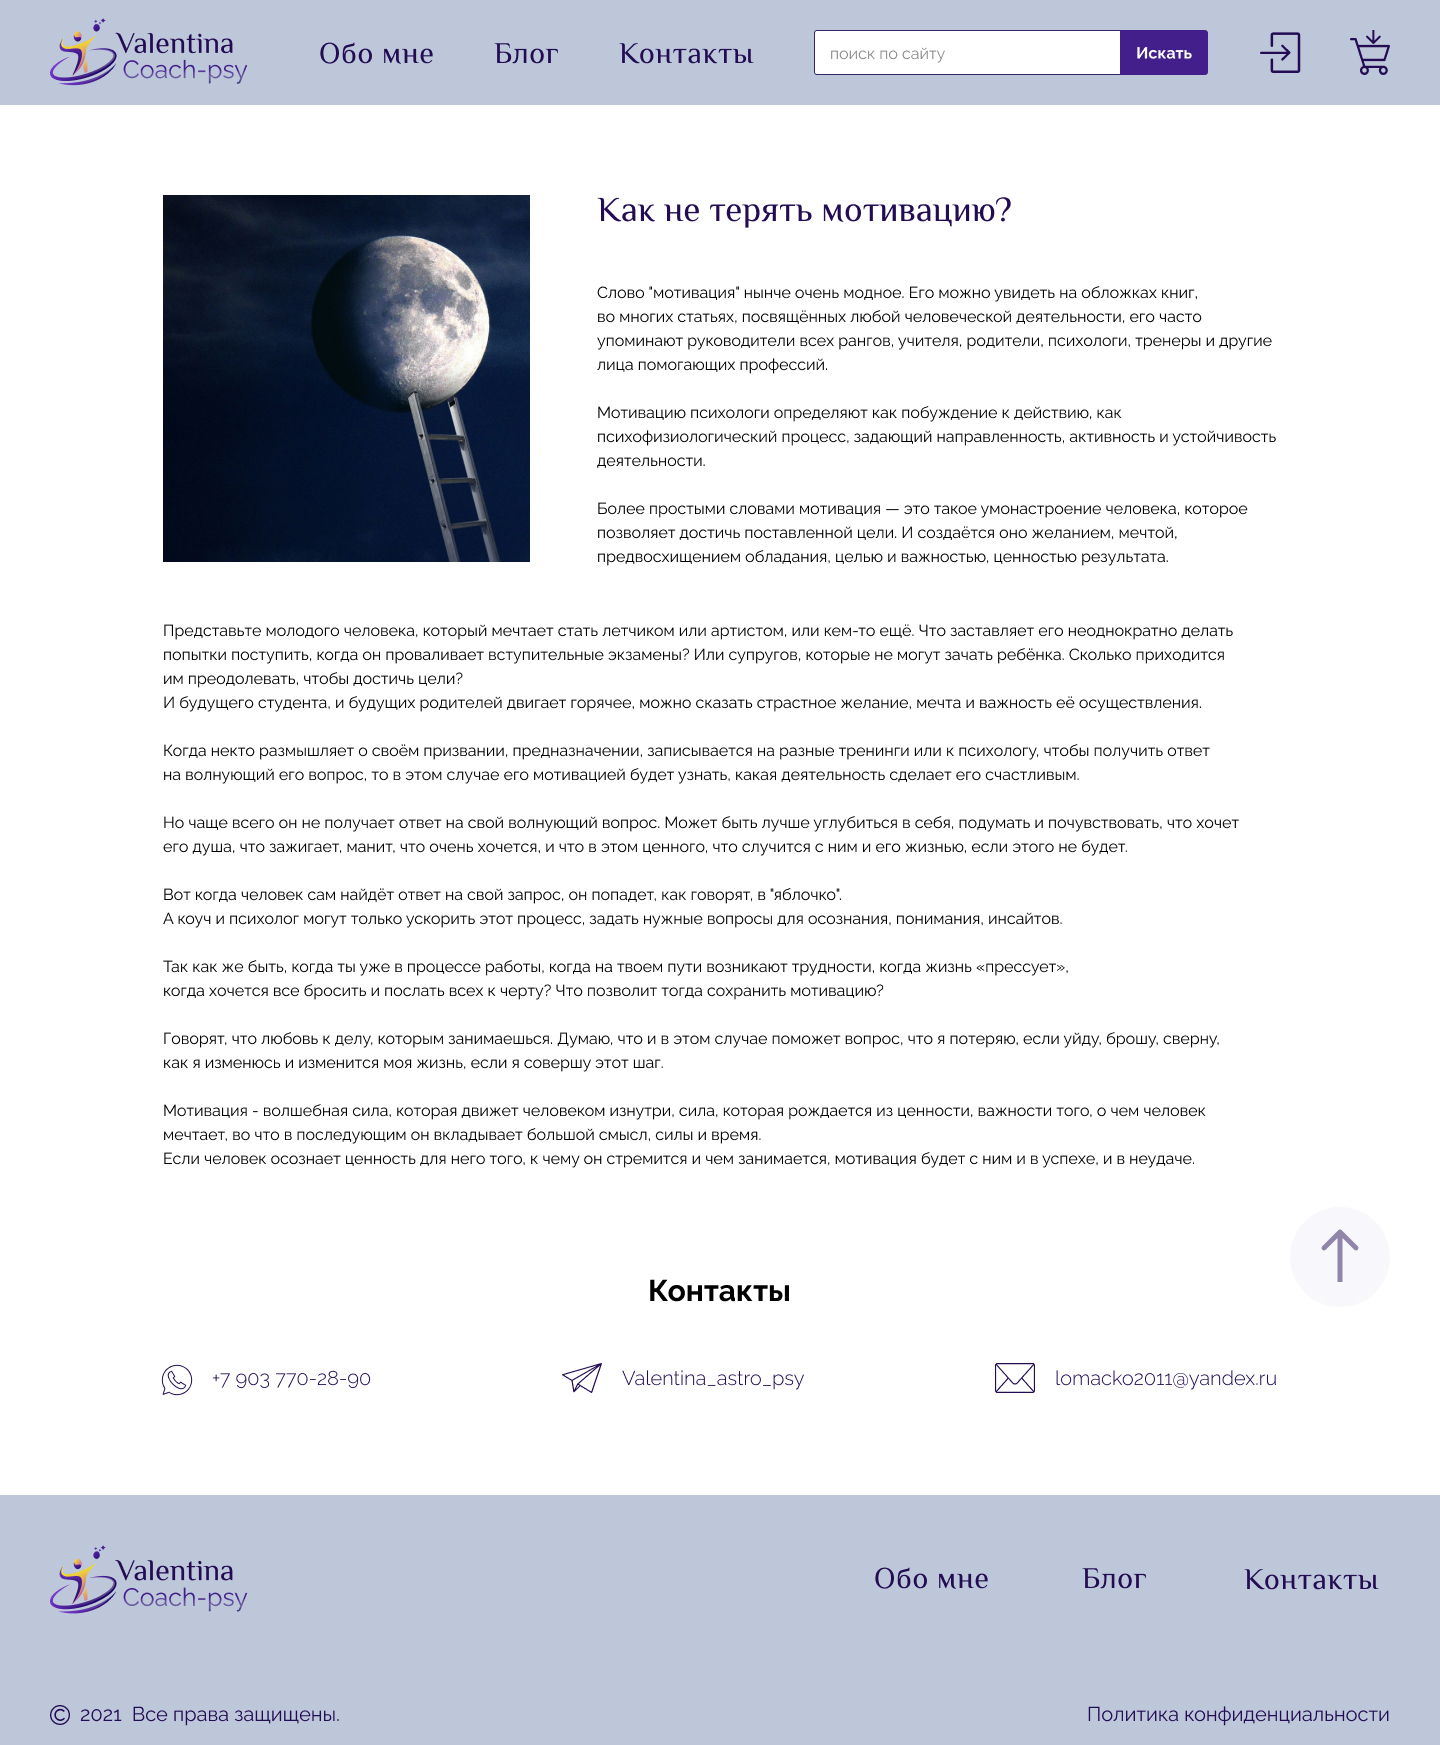 Valentina
Coach-psy
Обо мне
Блог
Контакты
поиск по сайту
Искать
Как не терять мотивацию?
Слово "мотивация" нынче очень модное. Его можно увидеть на обложках книг,
во многих статьях, посвящённых любой человеческой деятельности, его часто
упоминают руководители всех рангов, учителя, родители, психологи, тренеры и другие
лица помогающих профессий.
Мотивацию психологи определяют как побуждение к действию, как
психофизиологический процесс, задающий направленность, активность и устойчивость
деятельности.
Более простыми словами мотивация — это такое умонастроение человека, которое
позволяет достичь поставленной цели. И создаётся оно желанием, мечтой,
предвосхищением обладания, целью и важностью, ценностью результата.
Представьте молодого человека, который мечтает стать летчиком или артистом, или кем-то ещё. Что заставляет его неоднократно делать
попытки поступить, когда он проваливает вступительные экзамены? Или супругов, которые не могут зачать ребёнка. Сколько приходится
им преодолевать, чтобы достичь цели?
И будущего студента, и будущих родителей двигает горячее, можно сказать страстное желание, мечта и важность её осуществления.
Когда некто размышляет о своём призвании, предназначении, записывается на разные тренинги или к психологу, чтобы получить ответ
на волнующий его вопрос, то в этом случае его мотивацией будет узнать, какая деятельность сделает его счастливым.
Но чаще всего он не получает ответ на свой волнующий вопрос. Может быть лучше углубиться в себя, подумать и почувствовать, что хочет
его душа, что зажигает, манит, что очень хочется, и что в этом ценного, что случится с ним и его жизнью, если этого не будет.
Вот когда человек сам найдёт ответ на свой запрос, он попадет, как говорят, в "яблочко".
А коуч и психолог могут только ускорить этот процесс, задать нужные вопросы для осознания, понимания, инсайтов.
Так как же быть, когда ты уже в процессе работы, когда на твоем пути возникают трудности, когда жизнь «прессует»,
когда хочется все бросить и послать всех к черту? Что позволит тогда сохранить мотивацию?
Говорят, что любовь к делу, которым занимаешься. Думаю, что и в этом случае поможет вопрос, что я потеряю, если уйду, брошу, сверну,
как я изменюсь и изменится моя жизнь, если я совершу этот шаг.
Мотивация - волшебная сила, которая движет человеком изнутри, сила, которая рождается из ценности, важности того, о чем человек
мечтает, во что в последующим он вкладывает большой смысл, силы и время.
Если человек осознает ценность для него того, к чему он стремится и чем занимается, мотивация будет с ним и в успехе, и в неудаче.
Контакты
+7 903 770-28-90
Valentina_astro_psy
lomacko2011@yandex.ru
Valentina
Coach-psy
Обо мне
Блог
Контакты
© 2021 Все права защищены.
Политика конфиденциальности